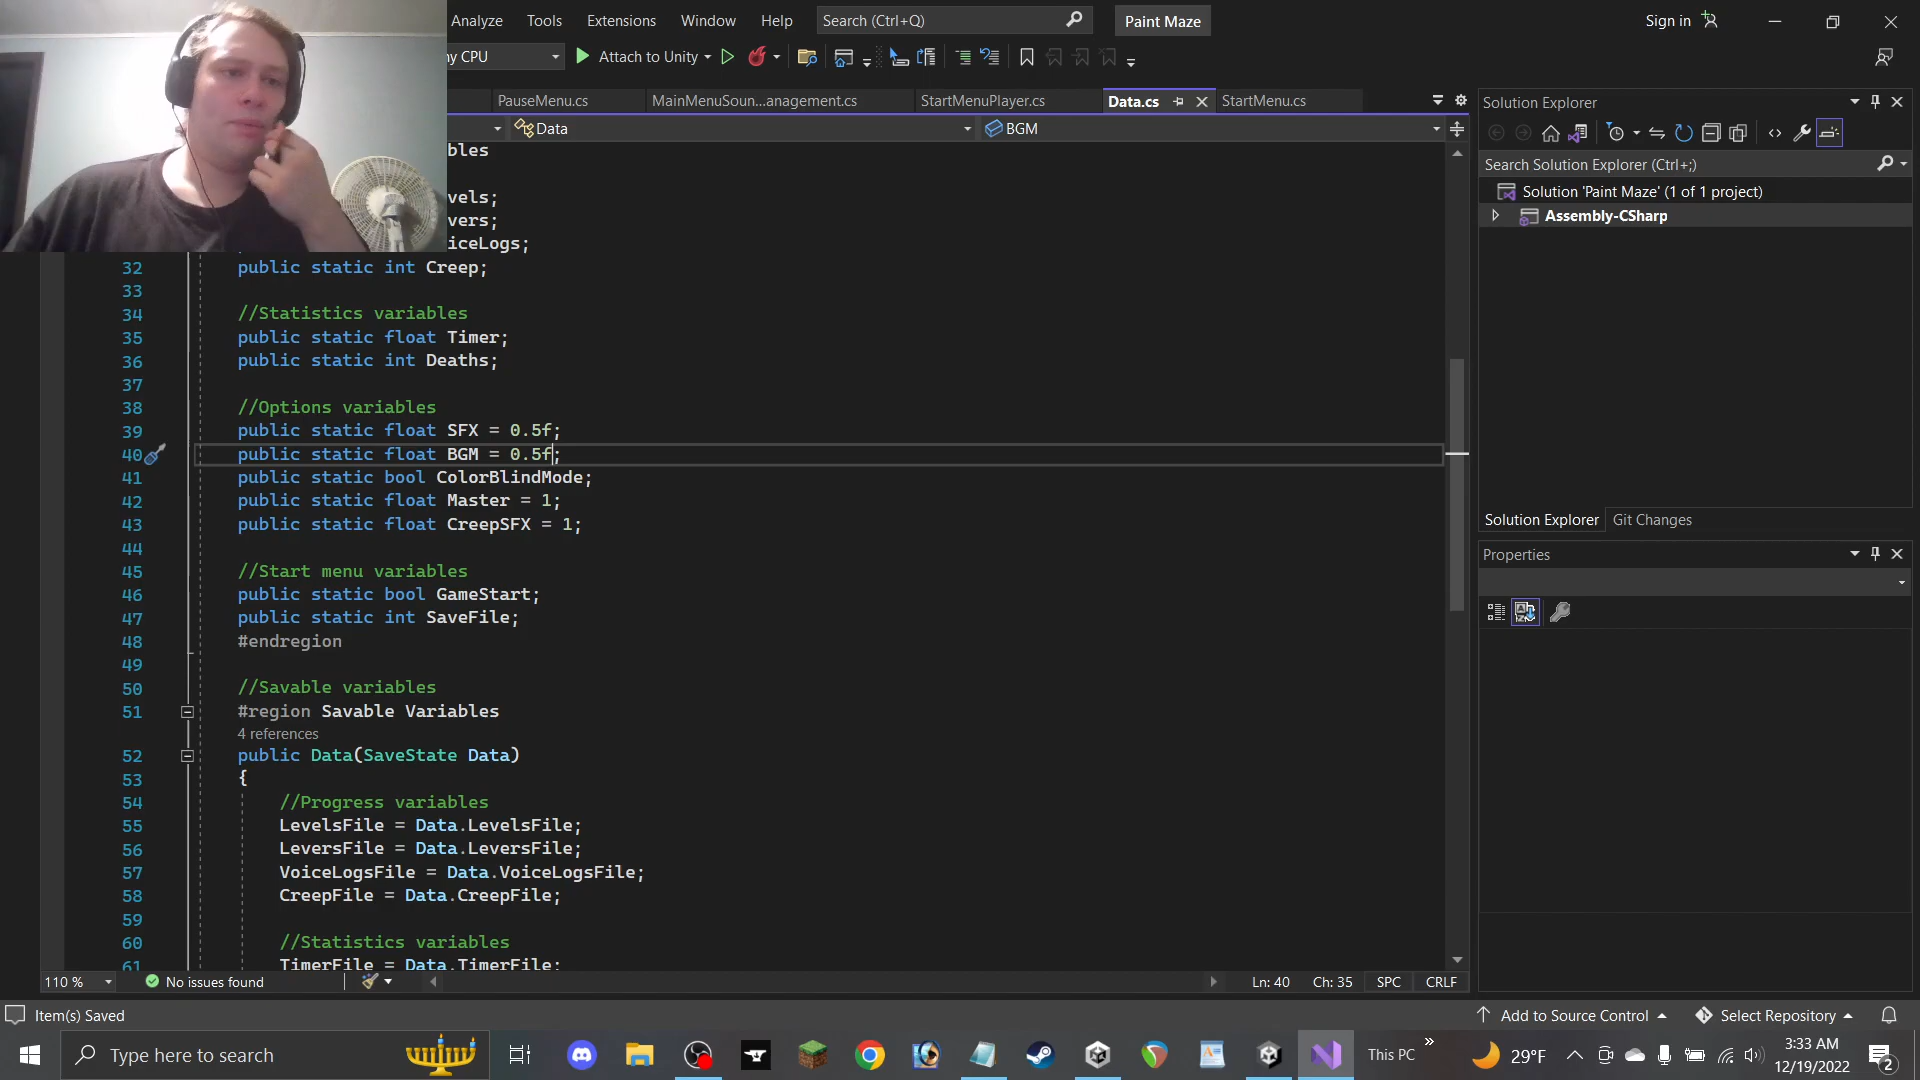 Analyze Tools Extensions Window Help Search (Ctrl+Q) Paint Maze Sign in
ny CPU Attach to Unity
PauseMenu.cs MainMenuSoun...anagement.cs StartMenuPlayer.cs Data.cs StartMenu.cs
Data BGM
bles
vels;
vers;
iceLogs;
32 public static int Creep;
33
34 //Statistics variables
35 public static float Timer;
36 public static int Deaths;
37
38 //Options variables
39 public static float SFX = 0.5f;
40 public static float BGM = 0.5f;
41 public static bool ColorBlindMode;
42 public static float Master = 1;
43 public static float CreepSFX = 1;
44
45 //Start menu variables
46 public static bool GameStart;
47 public static int SaveFile;
48 #endregion
49
50 //Savable variables
51 #region Savable Variables
4 references
52 public Data(SaveState Data)
53 {
54 //Progress variables
55 LevelsFile = Data.LevelsFile;
56 LeversFile = Data.LeversFile;
57 VoiceLogsFile = Data.VoiceLogsFile;
58 CreepFile = Data.CreepFile;
59
60 //Statistics variables
61 TimerFile = Data.TimerFile;
110 % No issues found Ln: 40 Ch: 35 SPC CRLF
Solution Explorer
Search Solution Explorer (Ctrl+;)
Solution 'Paint Maze' (1 of 1 project)
Assembly-CSharp
Solution Explorer Git Changes
Properties
Item(s) Saved Add to Source Control Select Repository
Type here to search This PC » 29°F 3:33 AM
12/19/2022 2